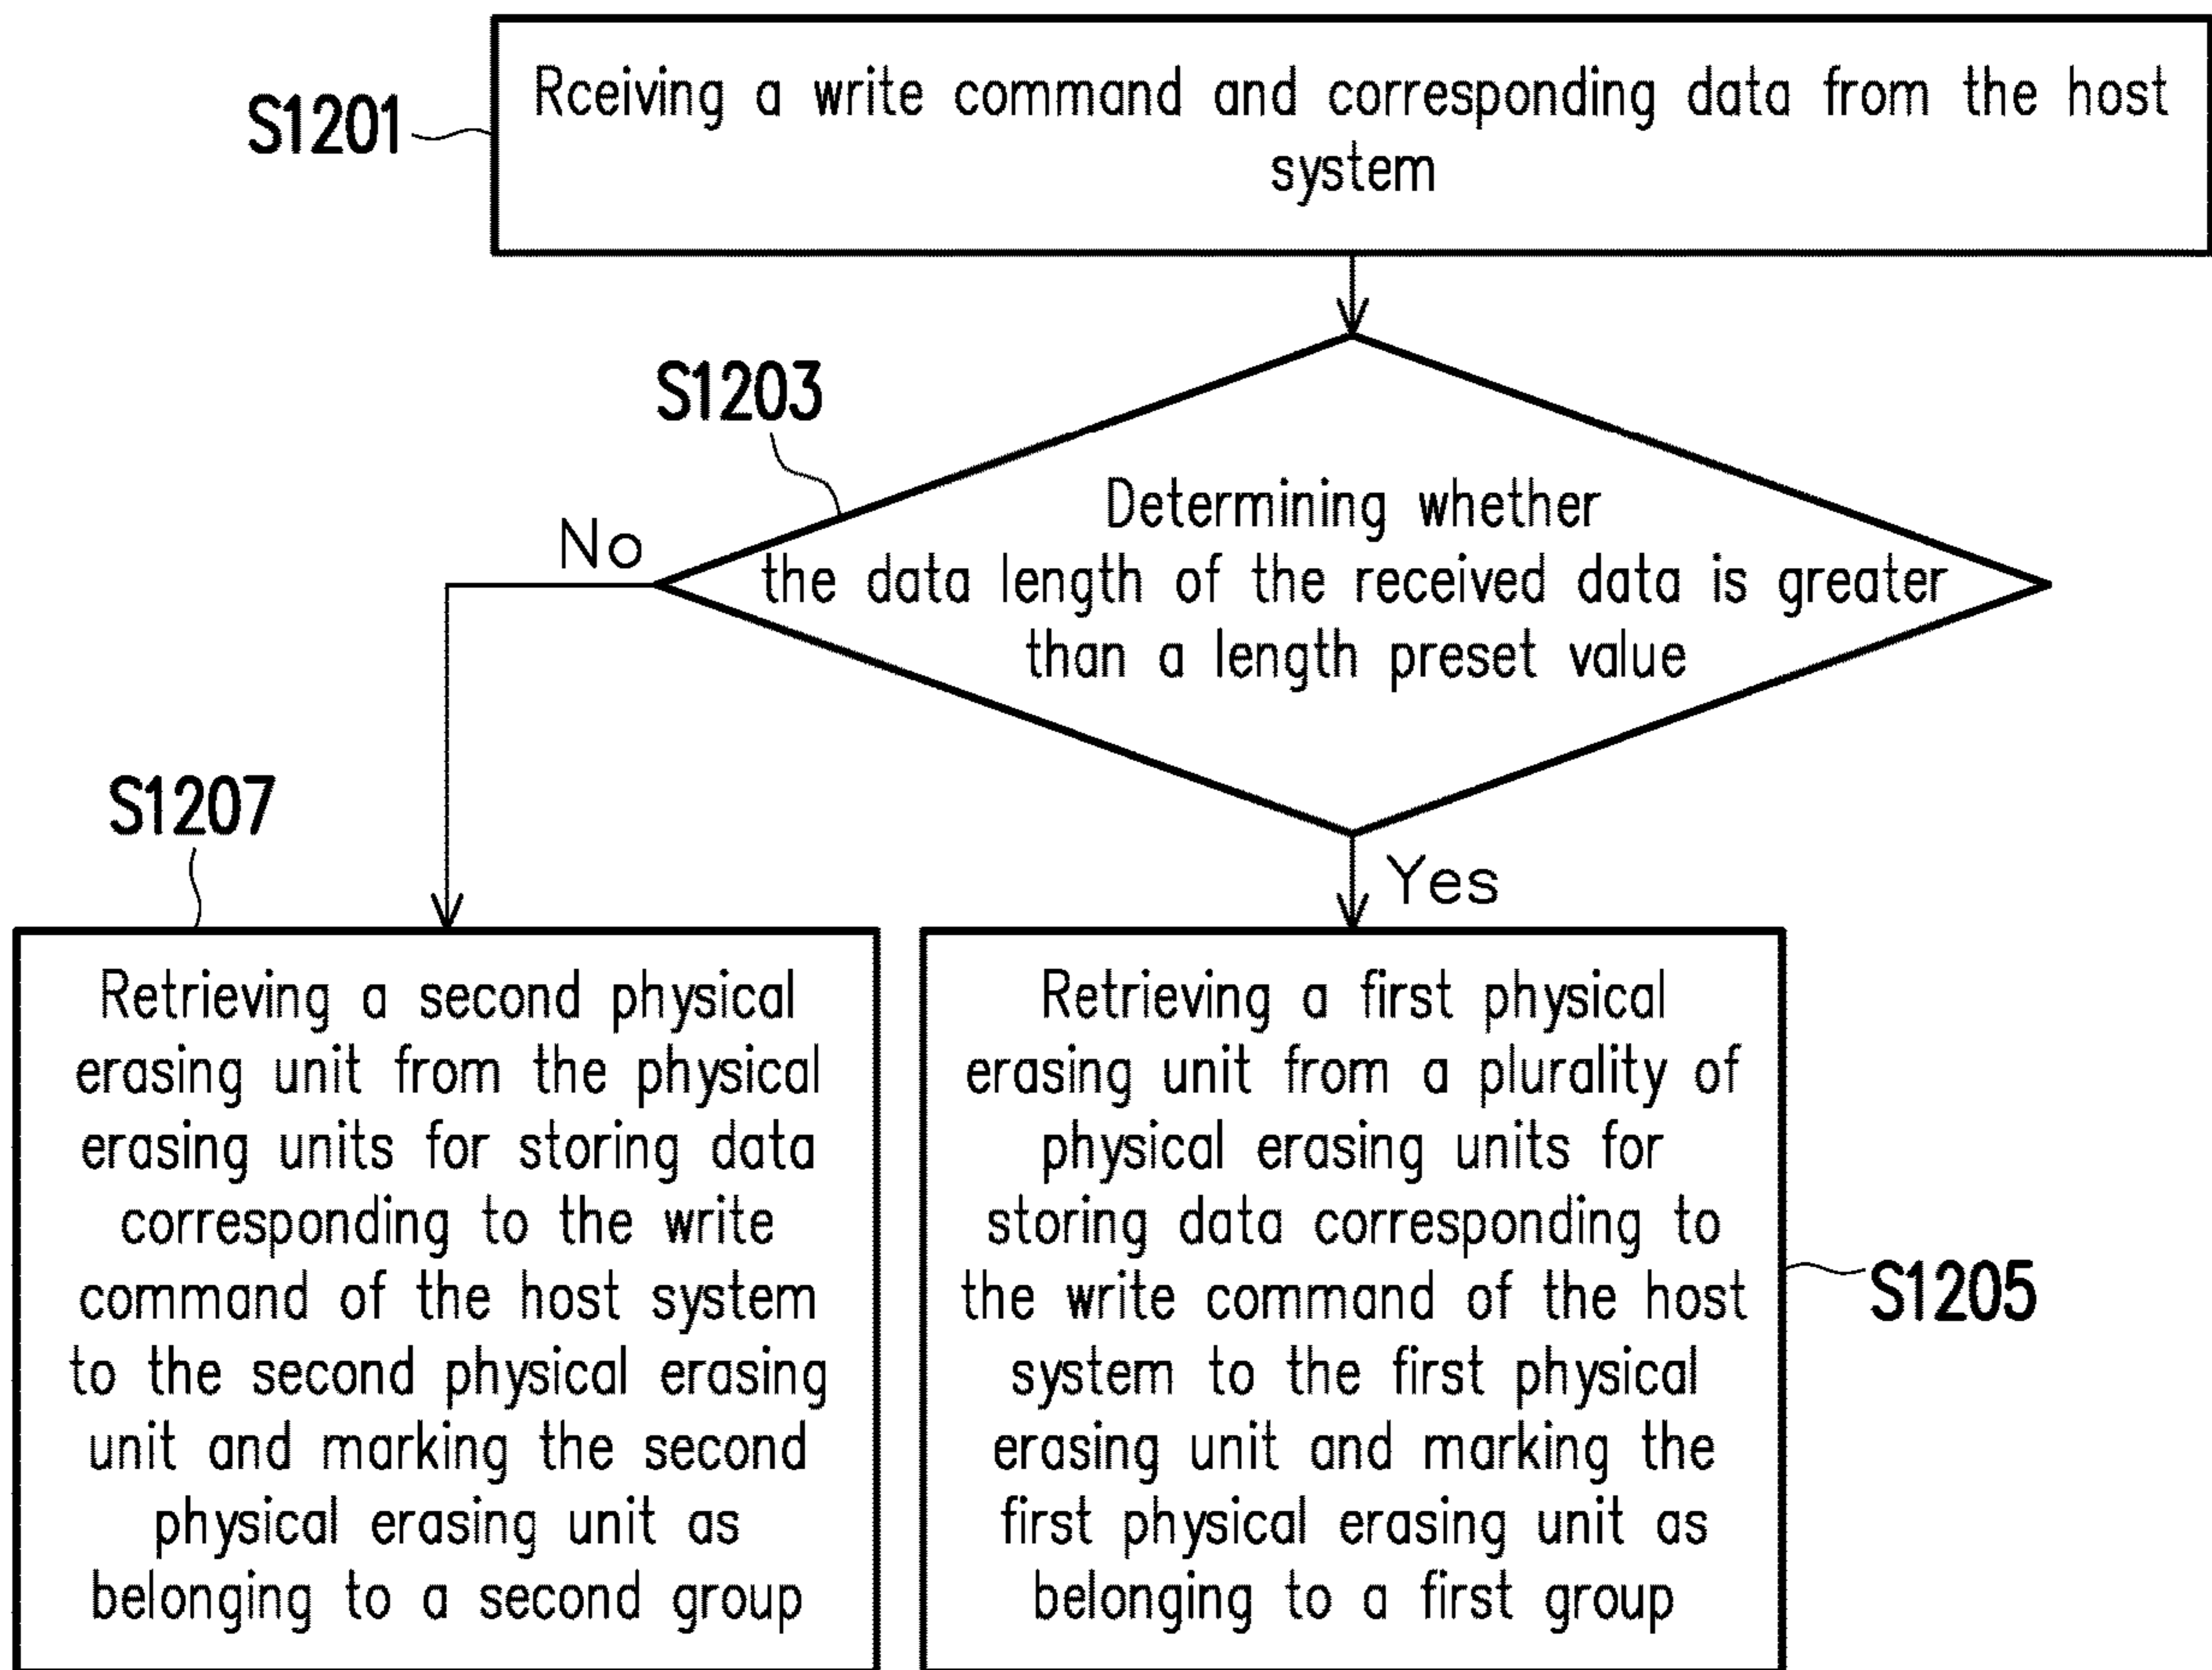 S1201
Rceiving a write command and corresponding data from the host
system
S1203
Determining whether
the data length of the received data is greater
than a length preset value
No
Yes
S1207
Retrieving a second physical
erasing unit from the physical
erasing units for storing data
corresponding to the write
command of the host system
to the second physical erasing
unit and marking the second
physical erasing unit as
belonging to a second group
Retrieving a first physical
erasing unit from a plurality of
physical erasing units for
storing data corresponding to
the write command of the host
system to the first physical
erasing unit and marking the
first physical erasing unit as
belonging to a first group
S1205